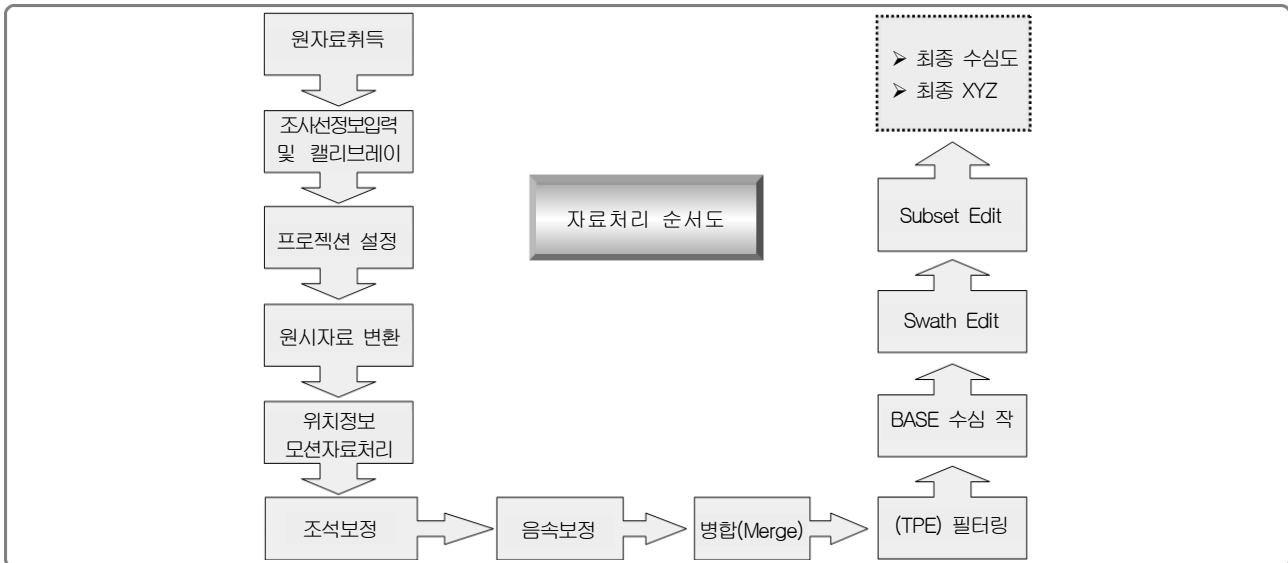 원자료취득
조사선정보입력
및 캘리브레이
프로젝션 설정
원시자료 변환
위치정보
모션자료처리
조석보정
음속보정
병합(Merge)
(TPE) 필터링
BASE 수심 작
Swath Edit
Subset Edit
➢ 최종 수심도
➢ 최종 XYZ
자료처리 순서도